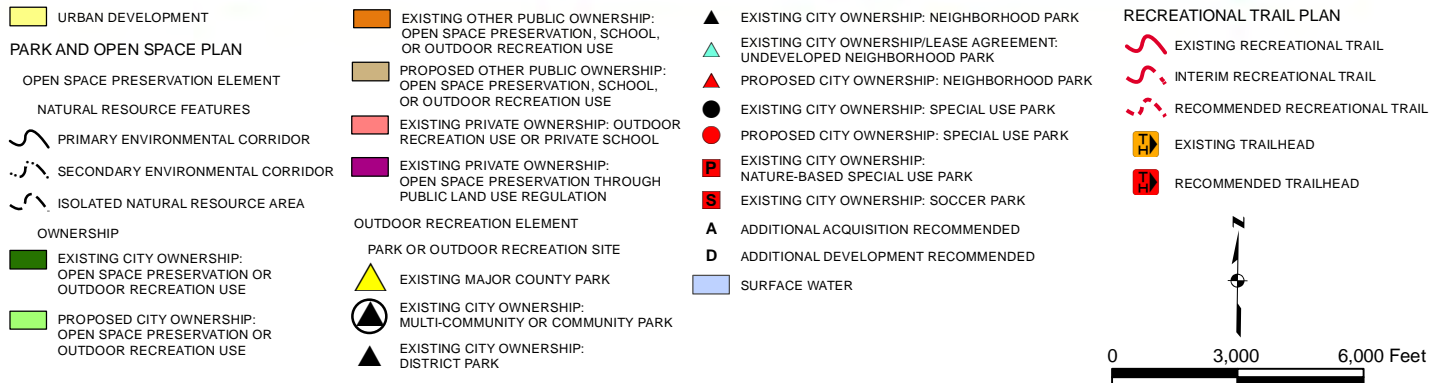 URBAN DEVELOPMENT
PARK AND OPEN SPACE PLAN
OPEN SPACE PRESERVATION ELEMENT
NATURAL RESOURCE FEATURES
PRIMARY ENVIRONMENTAL CORRIDOR
SECONDARY ENVIRONMENTAL CORRIDOR
ISOLATED NATURAL RESOURCE AREA
OWNERSHIP
EXISTING CITY OWNERSHIP:
OPEN SPACE PRESERVATION OR
OUTDOOR RECREATION USE
PROPOSED CITY OWNERSHIP:
OPEN SPACE PRESERVATION OR
OUTDOOR RECREATION USE
EXISTING OTHER PUBLIC OWNERSHIP:
OPEN SPACE PRESERVATION, SCHOOL,
OR OUTDOOR RECREATION USE
PROPOSED OTHER PUBLIC OWNERSHIP:
OPEN SPACE PRESERVATION, SCHOOL,
OR OUTDOOR RECREATION USE
EXISTING PRIVATE OWNERSHIP: OUTDOOR
RECREATION USE OR PRIVATE SCHOOL
EXISTING PRIVATE OWNERSHIP:
OPEN SPACE PRESERVATION THROUGH
PUBLIC LAND USE REGULATION
OUTDOOR RECREATION ELEMENT
PARK OR OUTDOOR RECREATION SITE
EXISTING MAJOR COUNTY PARK
EXISTING CITY OWNERSHIP:
MULTI-COMMUNITY OR COMMUNITY PARK
EXISTING CITY OWNERSHIP:
DISTRICT PARK
EXISTING CITY OWNERSHIP: NEIGHBORHOOD PARK
EXISTING CITY OWNERSHIP/LEASE AGREEMENT:
UNDEVELOPED NEIGHBORHOOD PARK
PROPOSED CITY OWNERSHIP: NEIGHBORHOOD PARK
EXISTING CITY OWNERSHIP: SPECIAL USE PARK
PROPOSED CITY OWNERSHIP: SPECIAL USE PARK
P EXISTING CITY OWNERSHIP:
NATURE-BASED SPECIAL USE PARK
S EXISTING CITY OWNERSHIP: SOCCER PARK
A ADDITIONAL ACQUISITION RECOMMENDED
D ADDITIONAL DEVELOPMENT RECOMMENDED
SURFACE WATER
RECREATIONAL TRAIL PLAN
EXISTING RECREATIONAL TRAIL
INTERIM RECREATIONAL TRAIL
RECOMMENDED RECREATIONAL TRAIL
TH EXISTING TRAILHEAD
TH RECOMMENDED TRAILHEAD
N
0 3,000 6,000 Feet